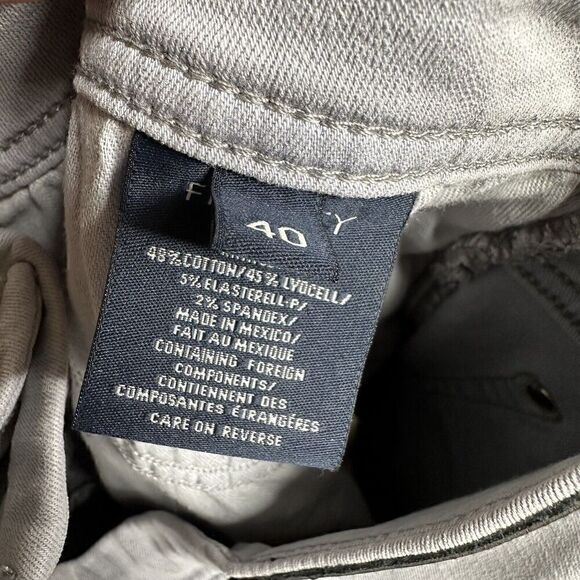 40
48% COTTON/45% LYOCELL/
5% ELASTERELL-P/
2% SPANDEX/
MADE IN MEXICO/
FAIT AU MEXIQUE
CONTAINING FOREIGN
COMPONENTS/
CONTIENNENT DES
COMPOSANTES ÉTRANGÉRES
CARE ON REVERSE